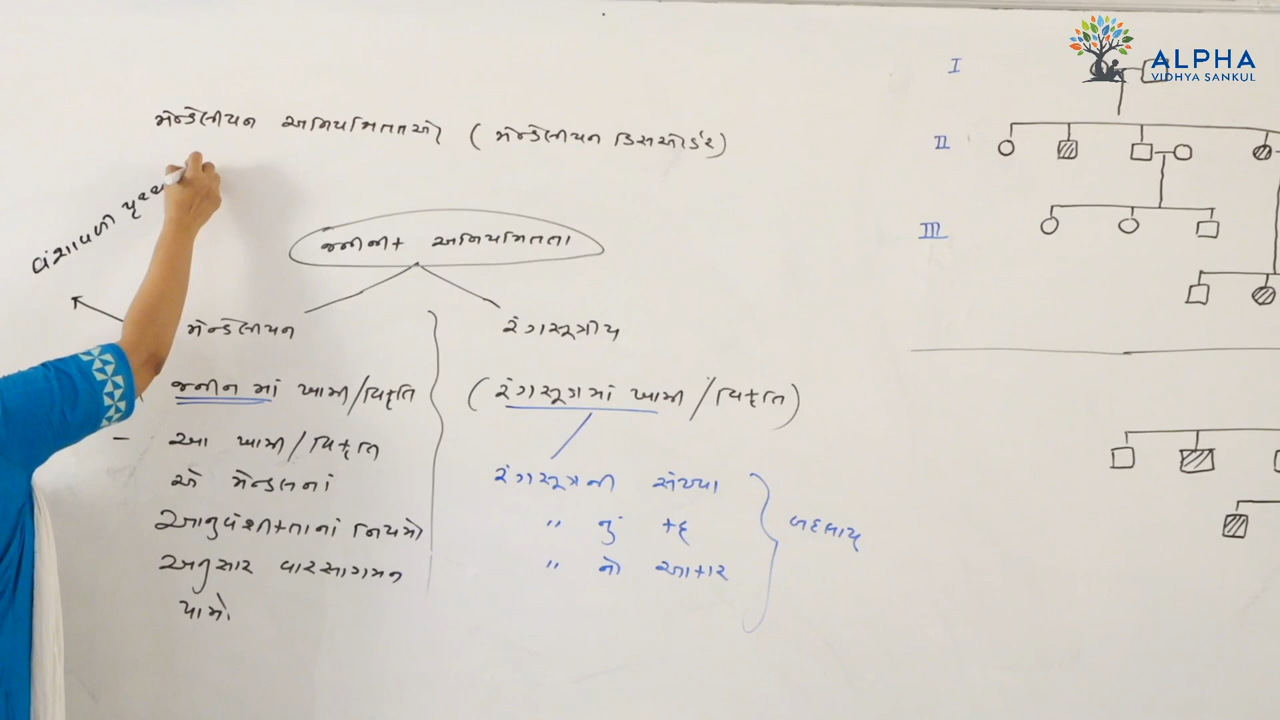 ALPHA
VIDHYA SANKUL
મેન્ડેલીયન અનિયમિતતાઓ (મેન્ડેલીયન ડિસઓર્ડર)
વંશાવળી
જનીનિક અનિયમિતતા
મેન્ડેલીયન
રંગસૂત્રીય
જનીન માં ખામી/વિકૃતિ
(રંગસૂત્રમાં ખામી/વિકૃતિ)
- આ ખામી/વિકૃતિ
એ મેન્ડલનાં
આનુવંશીકતાનાં નિયમો
અનુસાર વારસાગમન
પામે.
રંગસૂત્રની સંખ્યા
" નું કદ
" નો આકાર
બદલાય
I
II
III